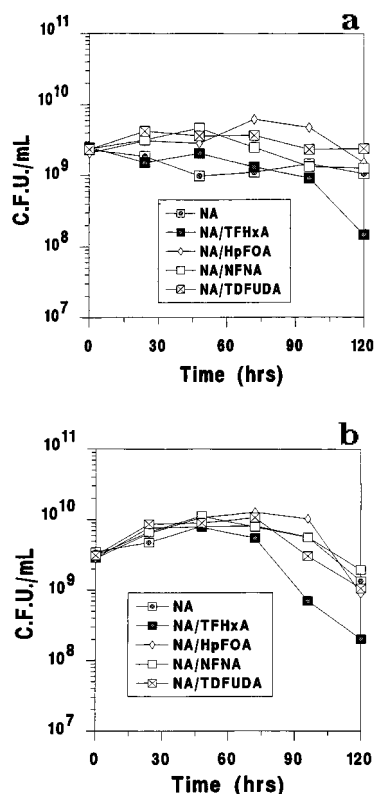 a
10^11
10^10
10^9
10^8
10^7
C.F.U./mL
NA
NA/TFHxA
NA/HpFOA
NA/NFNA
NA/TDFUDA
0 30 60 90 120
Time (hrs)
b
10^11
10^10
10^9
10^8
10^7
C.F.U./mL
NA
NA/TFHxA
NA/HpFOA
NA/NFNA
NA/TDFUDA
0 30 60 90 120
Time (hrs)